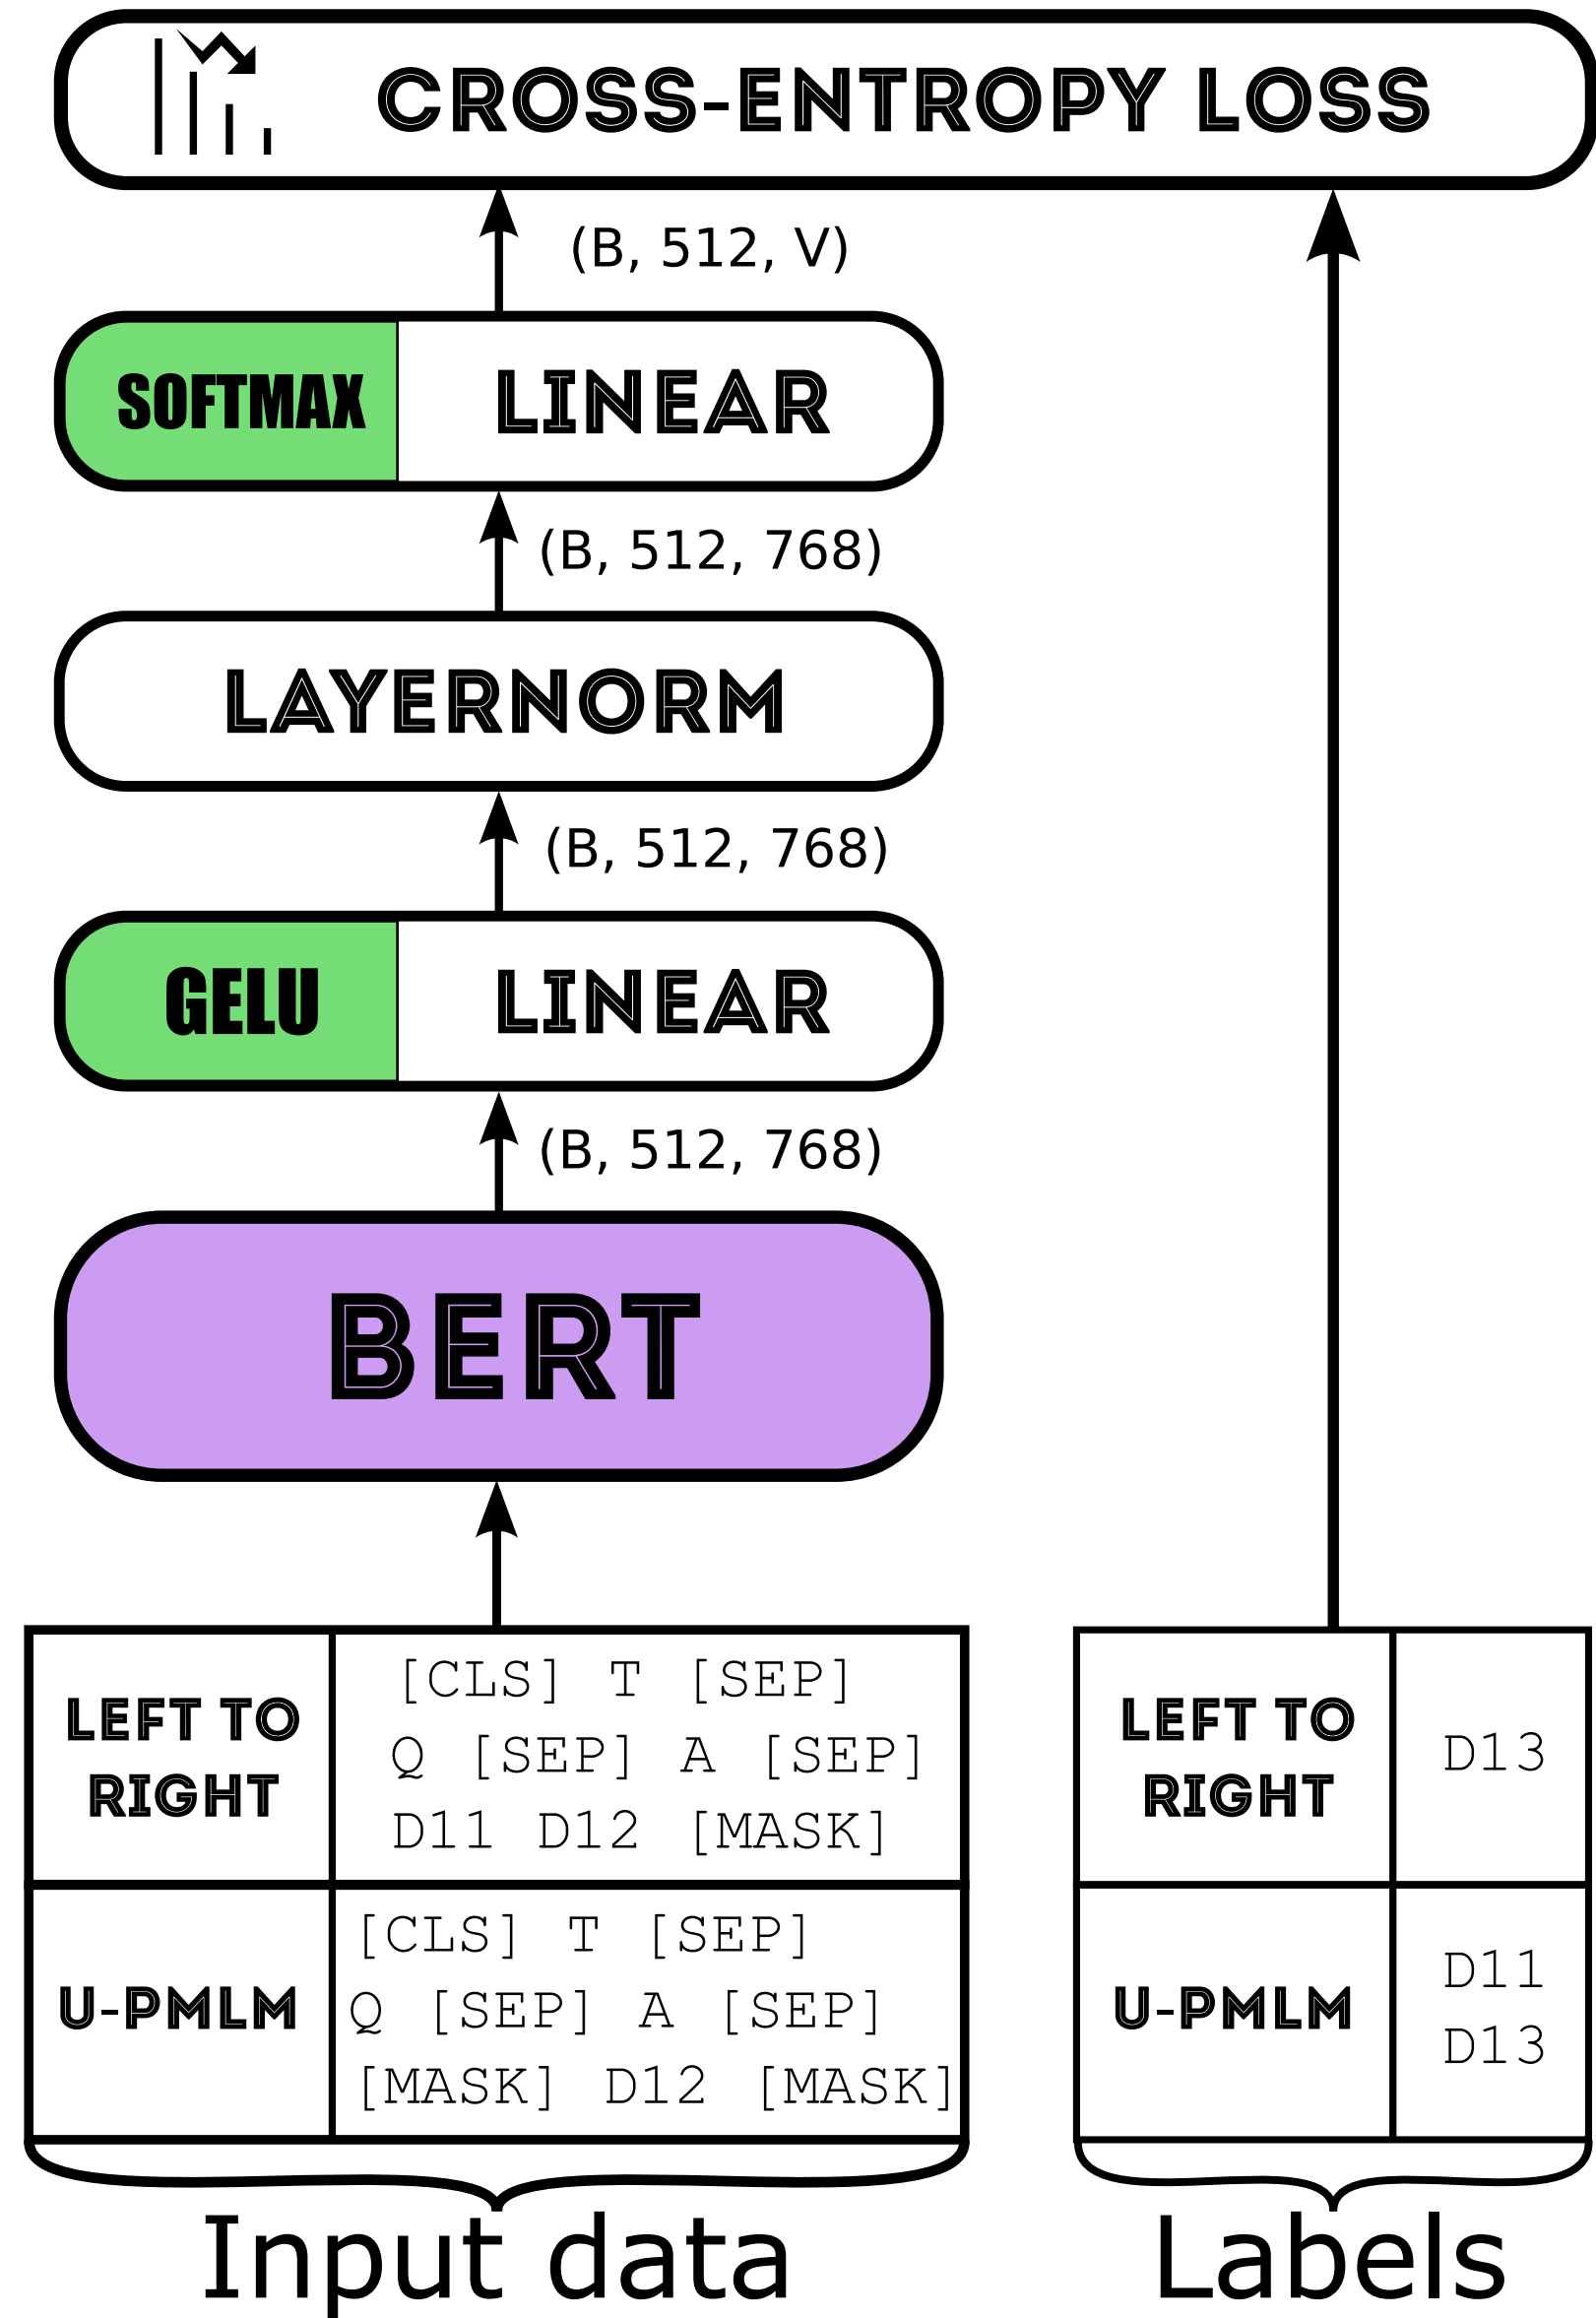 CROSS-ENTROPY LOSS
(B, 512, V)
SOFTMAX LINEAR
(B, 512, 768)
LAYERNORM
(B, 512, 768)
GELU LINEAR
(B, 512, 768)
BERT
LEFT TO
RIGHT
[CLS] T [SEP]
Q [SEP] A [SEP]
D11 D12 [MASK]
U-PMLM
[CLS] T [SEP]
Q [SEP] A [SEP]
[MASK] D12 [MASK]
Input data
LEFT TO
RIGHT
D13
U-PMLM
D11
D13
Labels